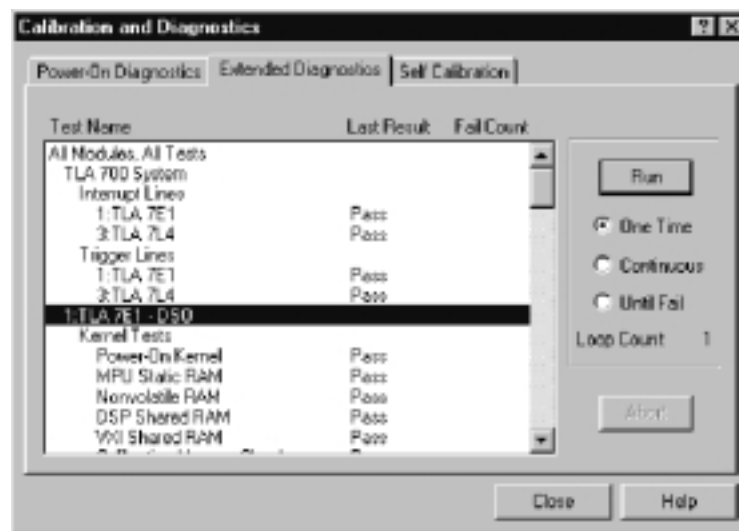 Calibration and Diagnostics
Power-On Diagnostics Extended Diagnostics Self Calibration
Test Name Last Result Fail Count
All Modules, All Tests
TLA 700 System
Interrupt Lines
1:TLA 7E1 Pass
3:TLA 7L4 Pass
Trigger Lines
1:TLA 7E1 Pass
3:TLA 7L4 Pass
1:TLA 7E1 - DSO
Kernel Tests
Power-On Kernel Pass
MPU Static RAM Pass
Nonvolatile RAM Pass
DSP Shared RAM Pass
VXI Shared RAM Pass
Run
One Time
Continuous
Until Fail
Loop Count 1
Abort
Close Help